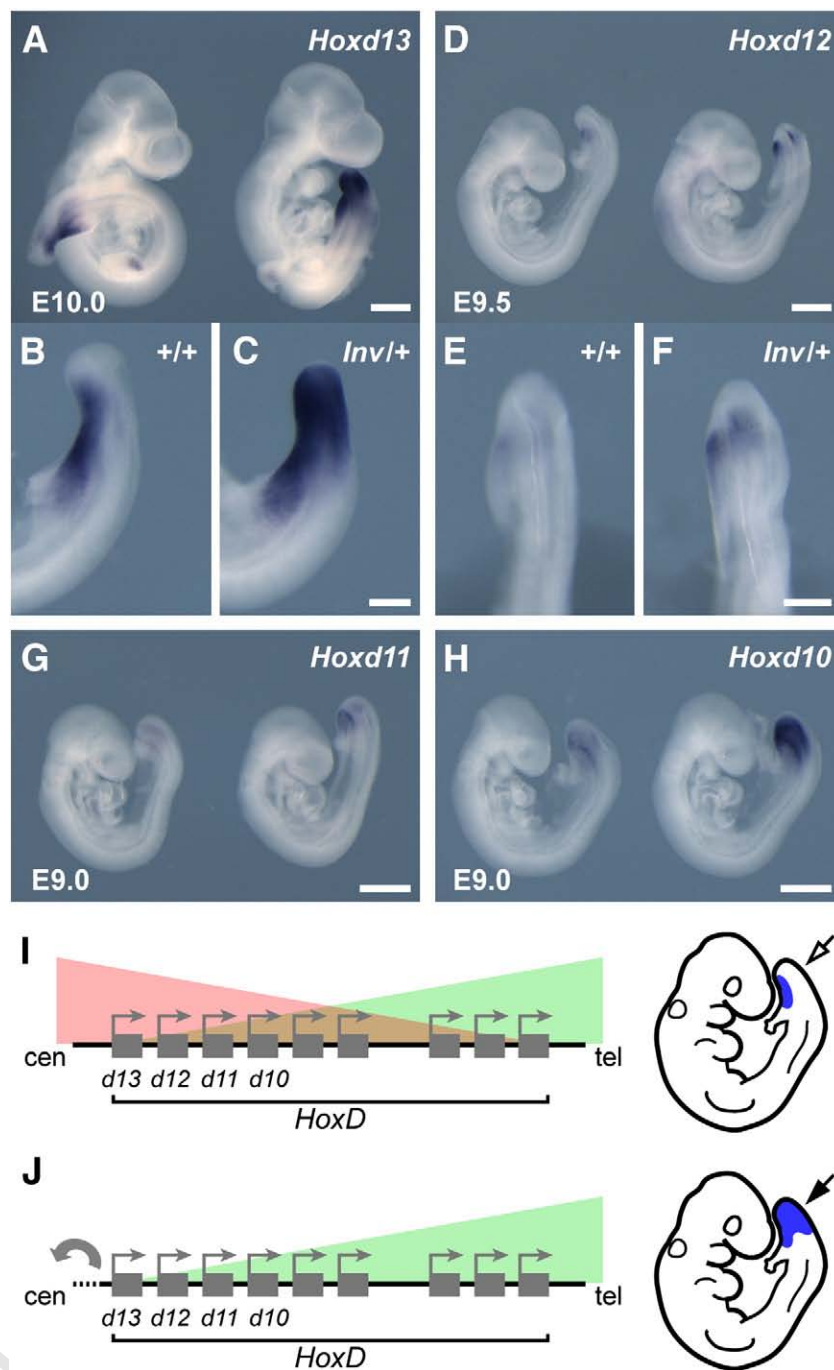 A Hoxd13
E10.0
B +/+
C Inv/+
D Hoxd12
E9.5
E +/+
F Inv/+
G Hoxd11
E9.0
H Hoxd10
E9.0
I
cen tel
d13 d12 d11 d10
HoxD
J
cen tel
d13 d12 d11 d10
HoxD